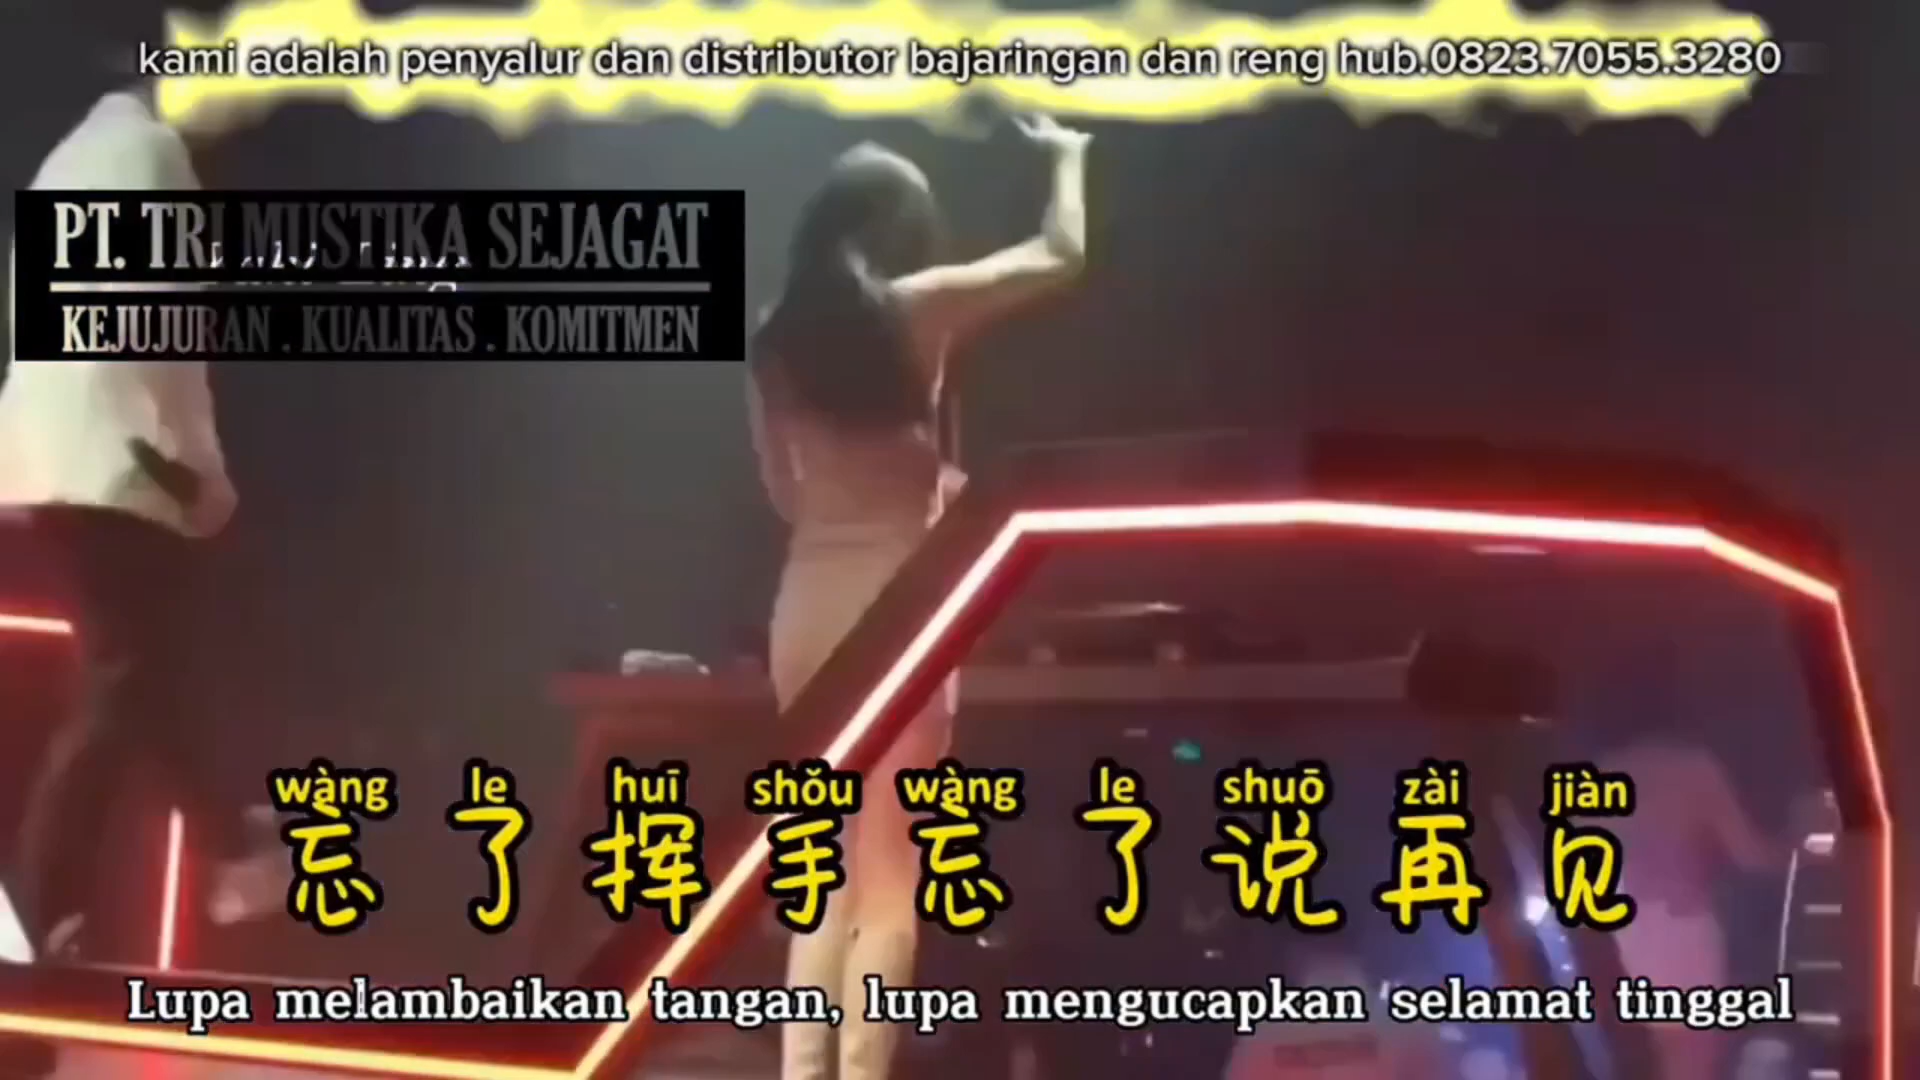 kami adalah penyalur dan distributor bajaringan dan reng hub.0823.7055.3280
PT. TRI MUSTIKA SEJAGAT
KEJUJURAN . KUALITAS . KOMITMEN
wàng le huī shǒu wàng le shuō zài jiàn
忘了挥手忘了说再见
Lupa melambaikan tangan, lupa mengucapkan selamat tinggal